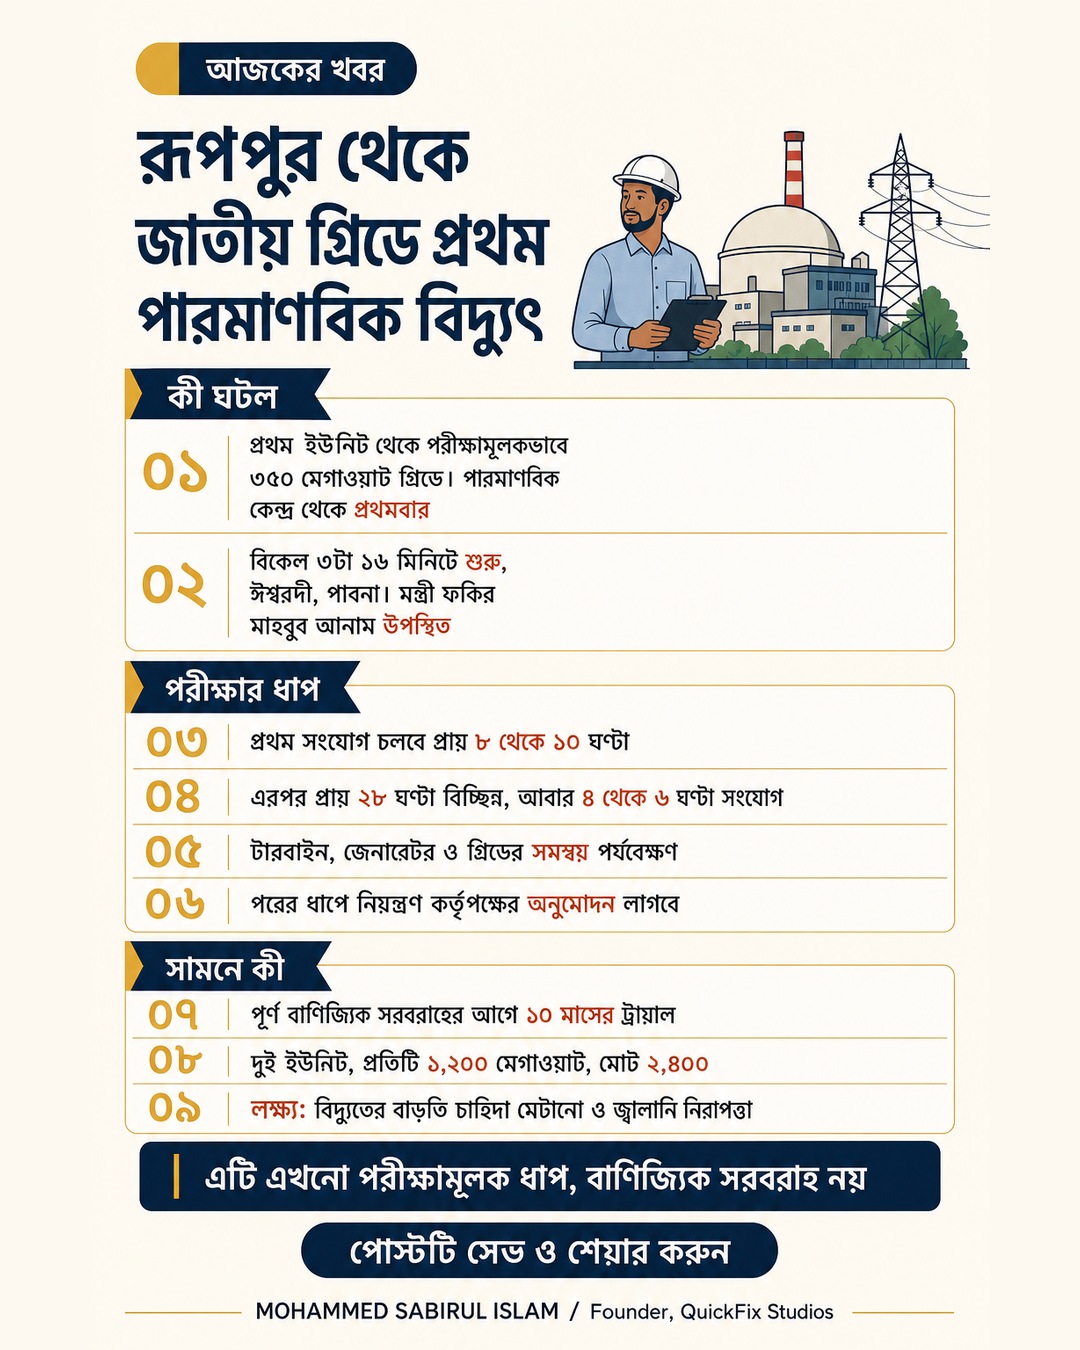 আজকের খবর
রূপপুর থেকে
জাতীয় গ্রিডে প্রথম
পারমাণবিক বিদ্যুৎ
কী ঘটল
০১
প্রথম ইউনিট থেকে পরীক্ষামূলকভাবে
৩৫০ মেগাওয়াট গ্রিডে। পারমাণবিক
কেন্দ্র থেকে প্রথমবার
০২
বিকেল ৩টা ১৬ মিনিটে শুরু,
ঈশ্বরদী, পাবনা। মন্ত্রী ফকির
মাহবুব আনাম উপস্থিত
পরীক্ষার ধাপ
০৩ প্রথম সংযোগ চলবে প্রায় ৮ থেকে ১০ ঘণ্টা
০৪ এরপর প্রায় ২৮ ঘণ্টা বিচ্ছিন্ন, আবার ৪ থেকে ৬ ঘণ্টা সংযোগ
০৫ টারবাইন, জেনারেটর ও গ্রিডের সমন্বয় পর্যবেক্ষণ
০৬ পরের ধাপে নিয়ন্ত্রণ কর্তৃপক্ষের অনুমোদন লাগবে
সামনে কী
০৭ পূর্ণ বাণিজ্যিক সরবরাহের আগে ১০ মাসের ট্রায়াল
০৮ দুই ইউনিট, প্রতিটি ১,২০০ মেগাওয়াট, মোট ২,৪০০
০৯ লক্ষ্য: বিদ্যুতের বাড়তি চাহিদা মেটানো ও জ্বালানি নিরাপত্তা
এটি এখনো পরীক্ষামূলক ধাপ, বাণিজ্যিক সরবরাহ নয়
পোস্টটি সেভ ও শেয়ার করুন
MOHAMMED SABIRUL ISLAM / Founder, QuickFix Studios